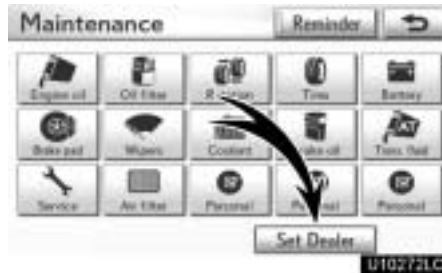 Maintenance Reminder
Engine oil Oil filter Rotation Tires Battery
Brake pad Wipers Coolant Brake oil Trans. fluid
Service Air filter Personal Personal Personal
Set Dealer
U10272LC